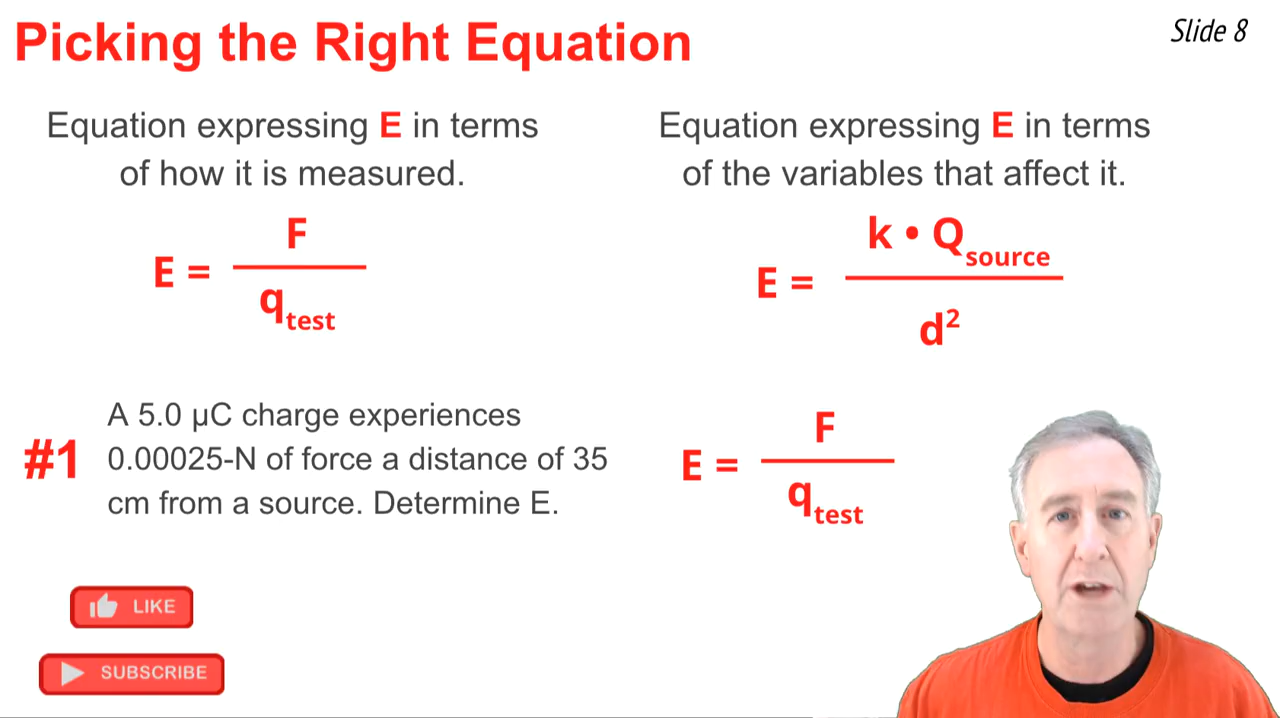 Picking the Right Equation
Slide 8
Equation expressing E in terms
of how it is measured.
E = F / q_test
Equation expressing E in terms
of the variables that affect it.
E = k • Q_source / d²
#1
A 5.0 µC charge experiences
0.00025-N of force a distance of 35
cm from a source. Determine E.
E = F / q_test
LIKE
SUBSCRIBE